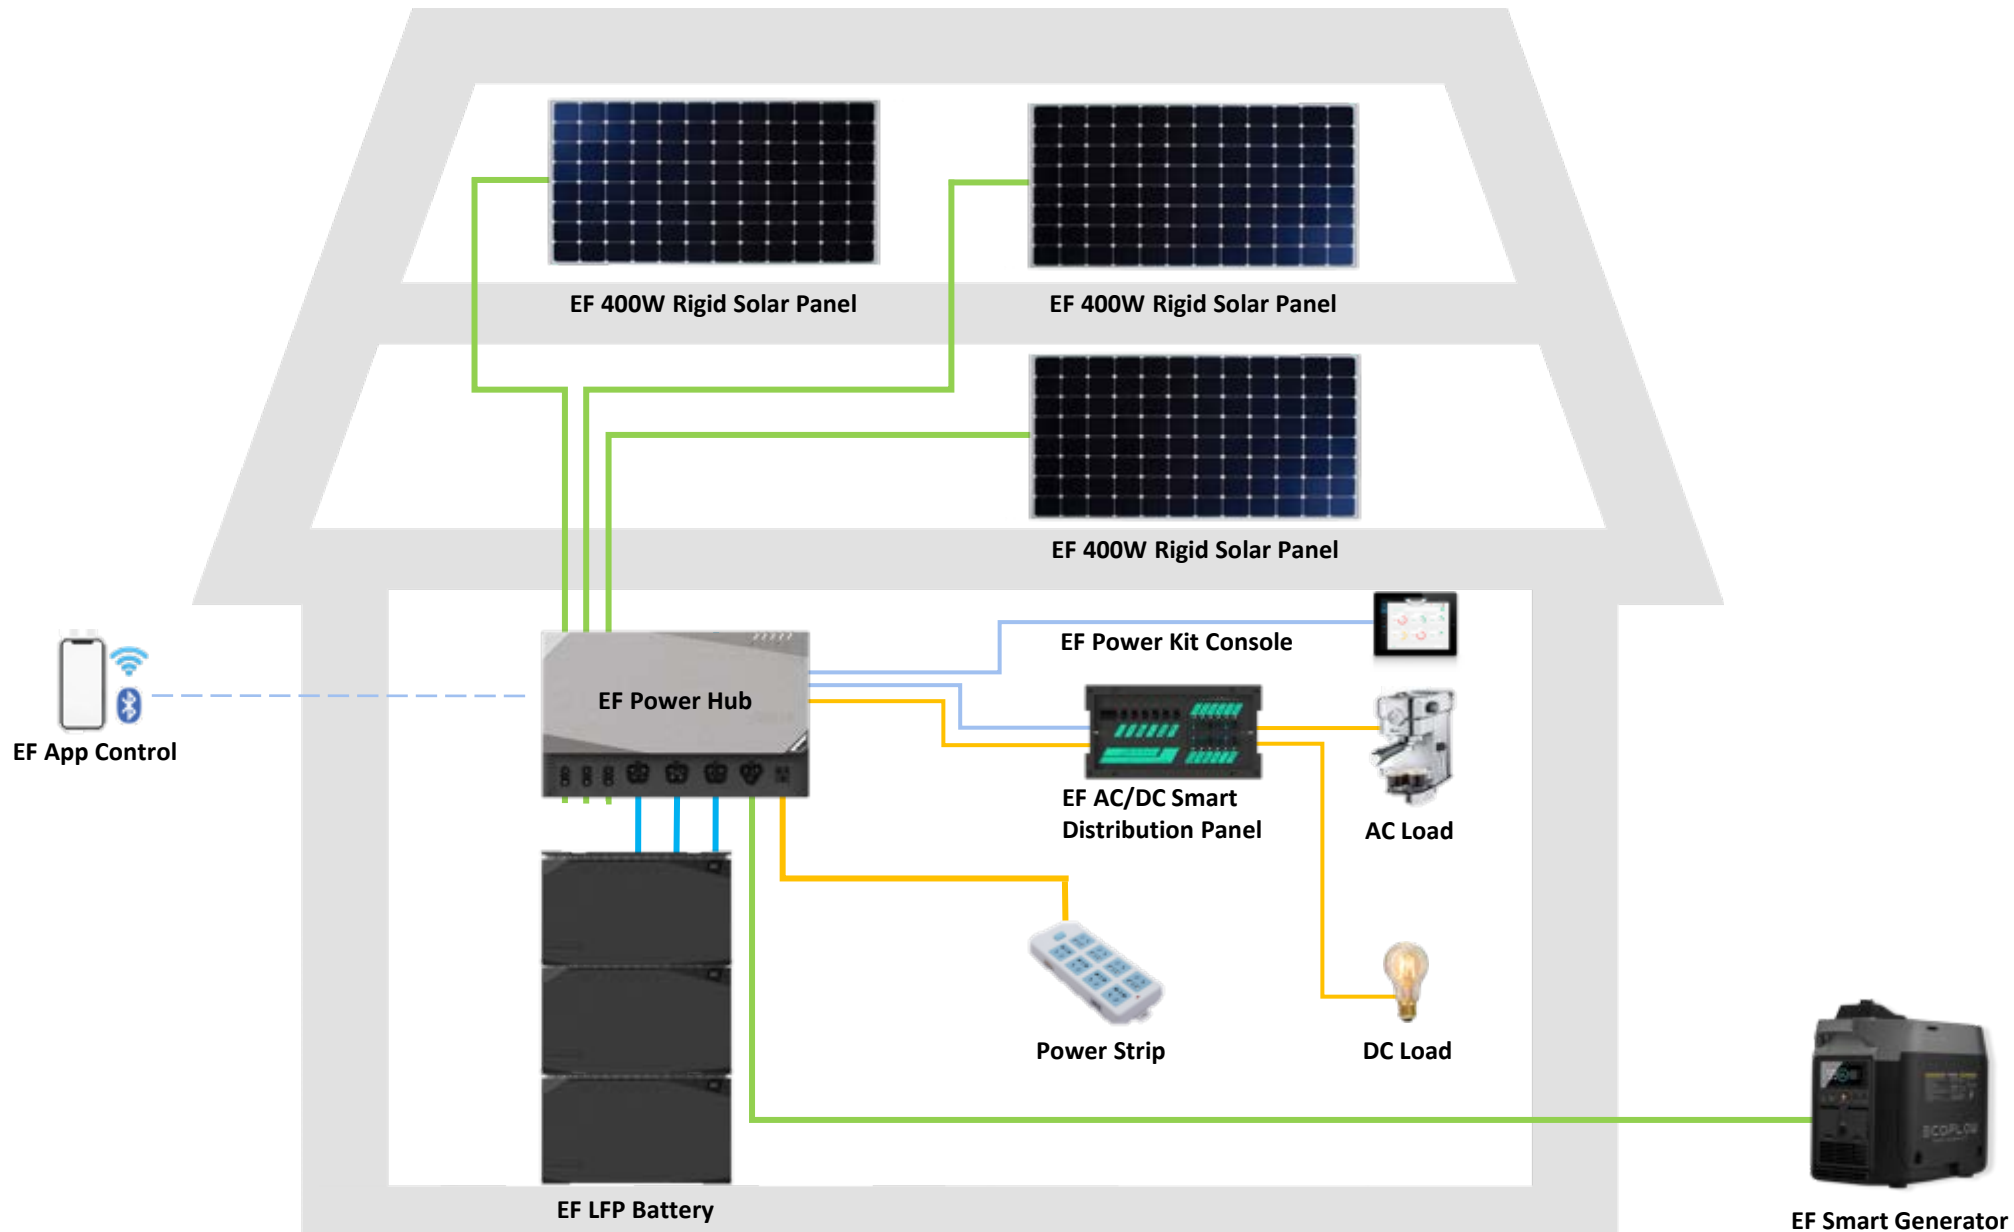 EF 400W Rigid Solar Panel
EF 400W Rigid Solar Panel
EF 400W Rigid Solar Panel
EF Power Kit Console
EF Power Hub
EF App Control
EF AC/DC Smart
Distribution Panel
AC Load
Power Strip
DC Load
ECOFLOW
EF LFP Battery
EF Smart Generator